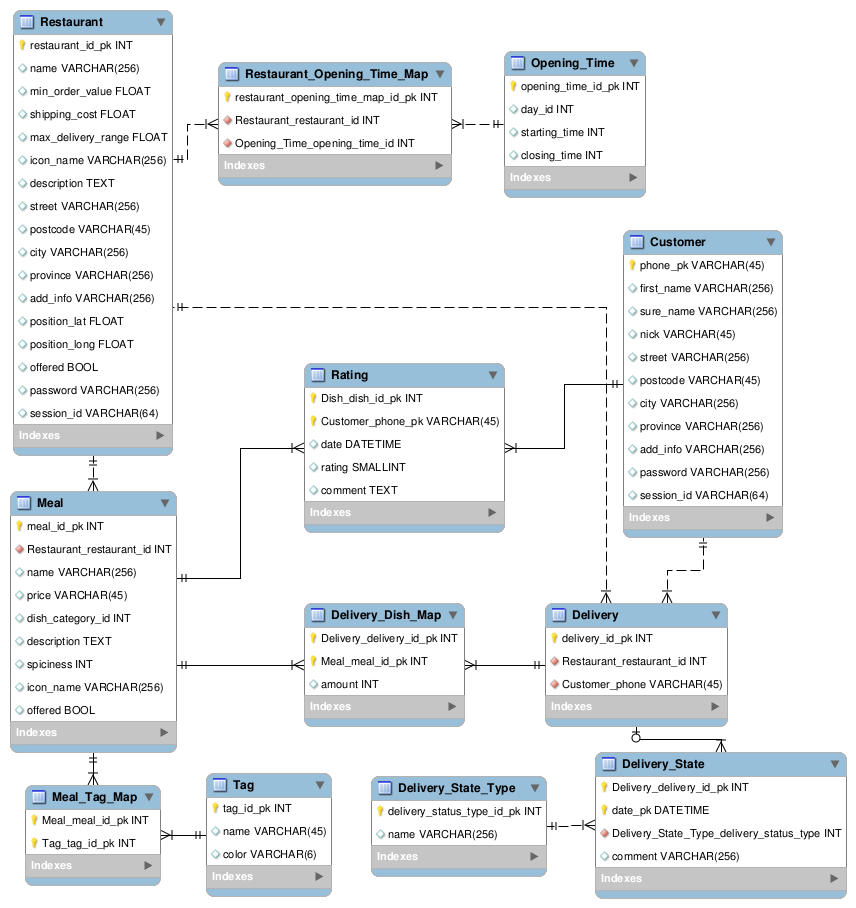 Restaurant
restaurant_id_pk INT
name VARCHAR(256)
min_order_value FLOAT
shipping_cost FLOAT
max_delivery_range FLOAT
icon_name VARCHAR(256)
description TEXT
street VARCHAR(256)
postcode VARCHAR(45)
city VARCHAR(256)
province VARCHAR(256)
add_info VARCHAR(256)
position_lat FLOAT
position_long FLOAT
offered BOOL
password VARCHAR(256)
session_id VARCHAR(64)
Indexes
Restaurant_Opening_Time_Map
restaurant_opening_time_map_id_pk INT
Restaurant_restaurant_id INT
Opening_Time_opening_time_id INT
Indexes
Opening_Time
opening_time_id_pk INT
day_id INT
starting_time INT
closing_time INT
Indexes
Customer
phone_pk VARCHAR(45)
first_name VARCHAR(256)
sure_name VARCHAR(256)
nick VARCHAR(45)
street VARCHAR(256)
postcode VARCHAR(45)
city VARCHAR(256)
province VARCHAR(256)
add_info VARCHAR(256)
password VARCHAR(256)
session_id VARCHAR(64)
Indexes
Rating
Dish_dish_id_pk INT
Customer_phone_pk VARCHAR(45)
date DATETIME
rating SMALLINT
comment TEXT
Indexes
Meal
meal_id_pk INT
Restaurant_restaurant_id INT
name VARCHAR(256)
price VARCHAR(45)
dish_category_id INT
description TEXT
spiciness INT
icon_name VARCHAR(256)
offered BOOL
Indexes
Delivery_Dish_Map
Delivery_delivery_id_pk INT
Meal_meal_id_pk INT
amount INT
Indexes
Delivery
delivery_id_pk INT
Restaurant_restaurant_id INT
Customer_phone VARCHAR(45)
Indexes
Meal_Tag_Map
Meal_meal_id_pk INT
Tag_tag_id_pk INT
Indexes
Tag
tag_id_pk INT
name VARCHAR(45)
color VARCHAR(6)
Indexes
Delivery_State_Type
delivery_status_type_id_pk INT
name VARCHAR(256)
Indexes
Delivery_State
Delivery_delivery_id_pk INT
date_pk DATETIME
Delivery_State_Type_delivery_status_type INT
comment VARCHAR(256)
Indexes